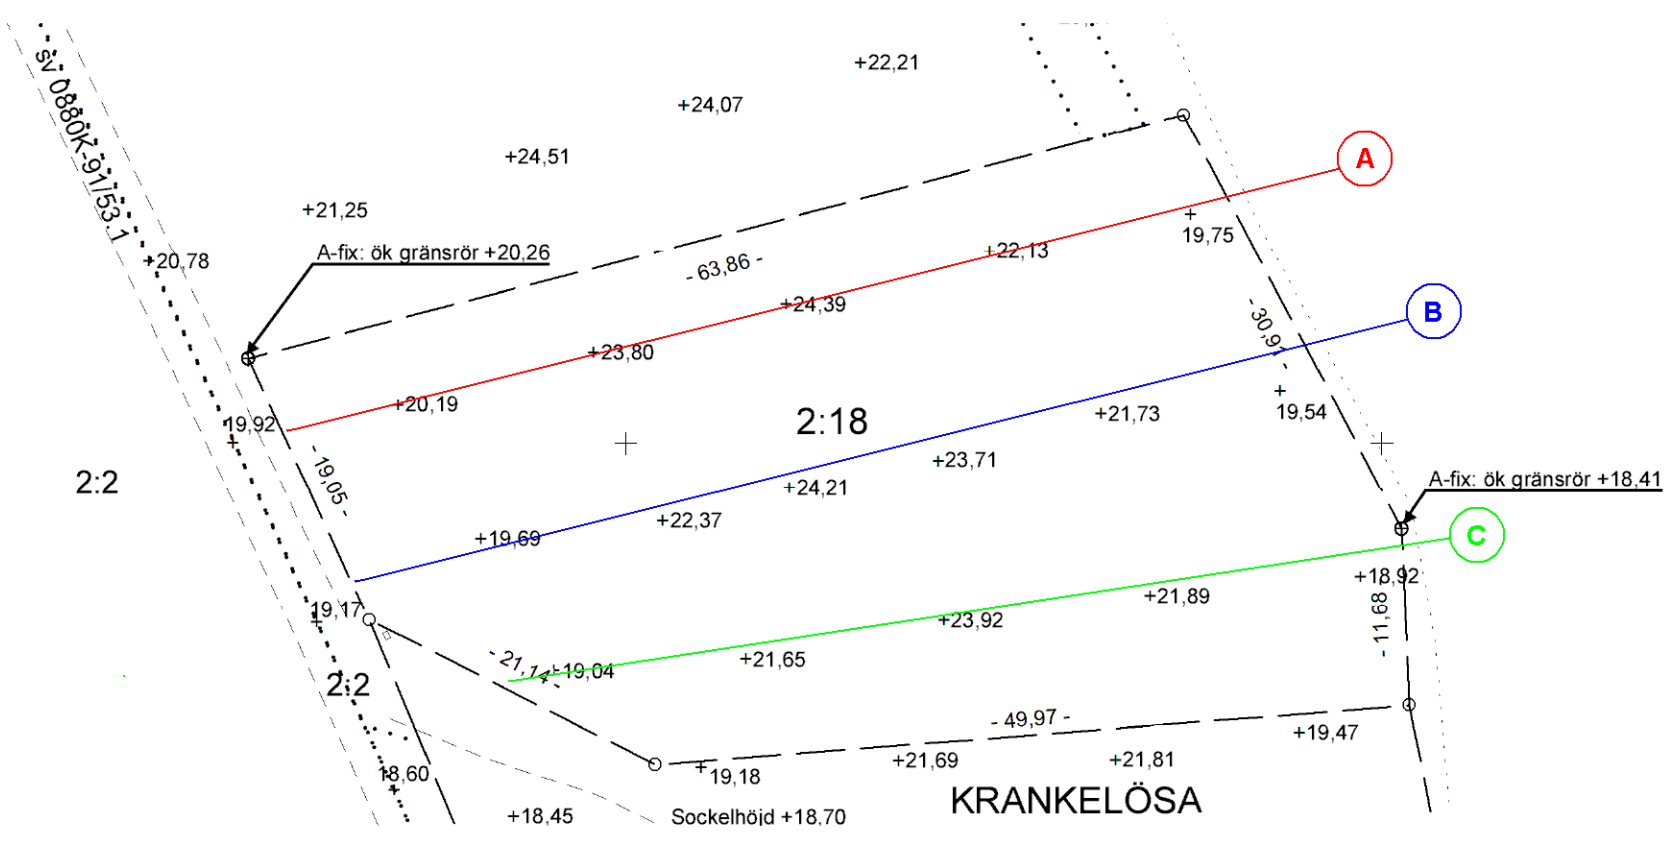 +22,21
+24,07
+24,51
sv 0880K-91/53.1
+21,25
A
19,75
A-fix: ök gränsrör +20,26
+22,13
+20,78
- 63,86 -
+24,39
B
- 30,91 -
+23,80
+20,19
19,92
2:18
+21,73
19,54
- 19,05 -
+23,71
2:2
+24,21
A-fix: ök gränsrör +18,41
+22,37
+19,69
C
+18,92
+21,89
19,17
+23,92
- 11,68 -
- 21,14 -
+19,04
+21,65
2:2
- 49,97 -
+19,47
+21,69
+21,81
18,60
19,18
KRANKELÖSA
+18,45
Sockelhöjd +18,70